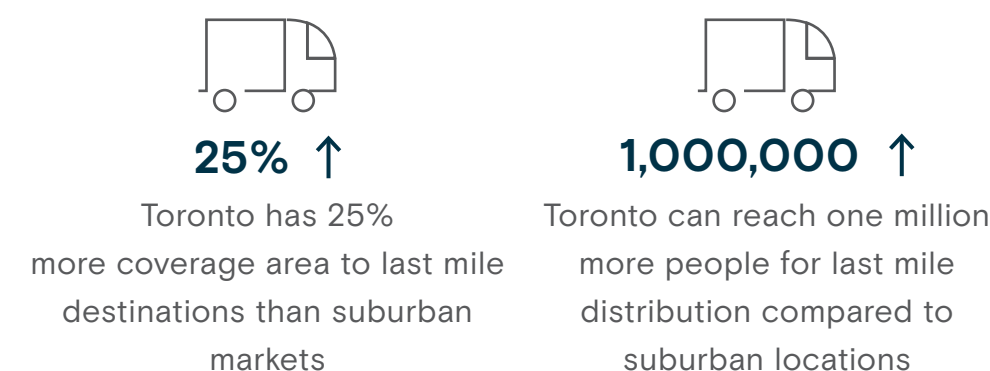 25% ↑
Toronto has 25%
more coverage area to last mile
destinations than suburban
markets
1,000,000 ↑
Toronto can reach one million
more people for last mile
distribution compared to
suburban locations